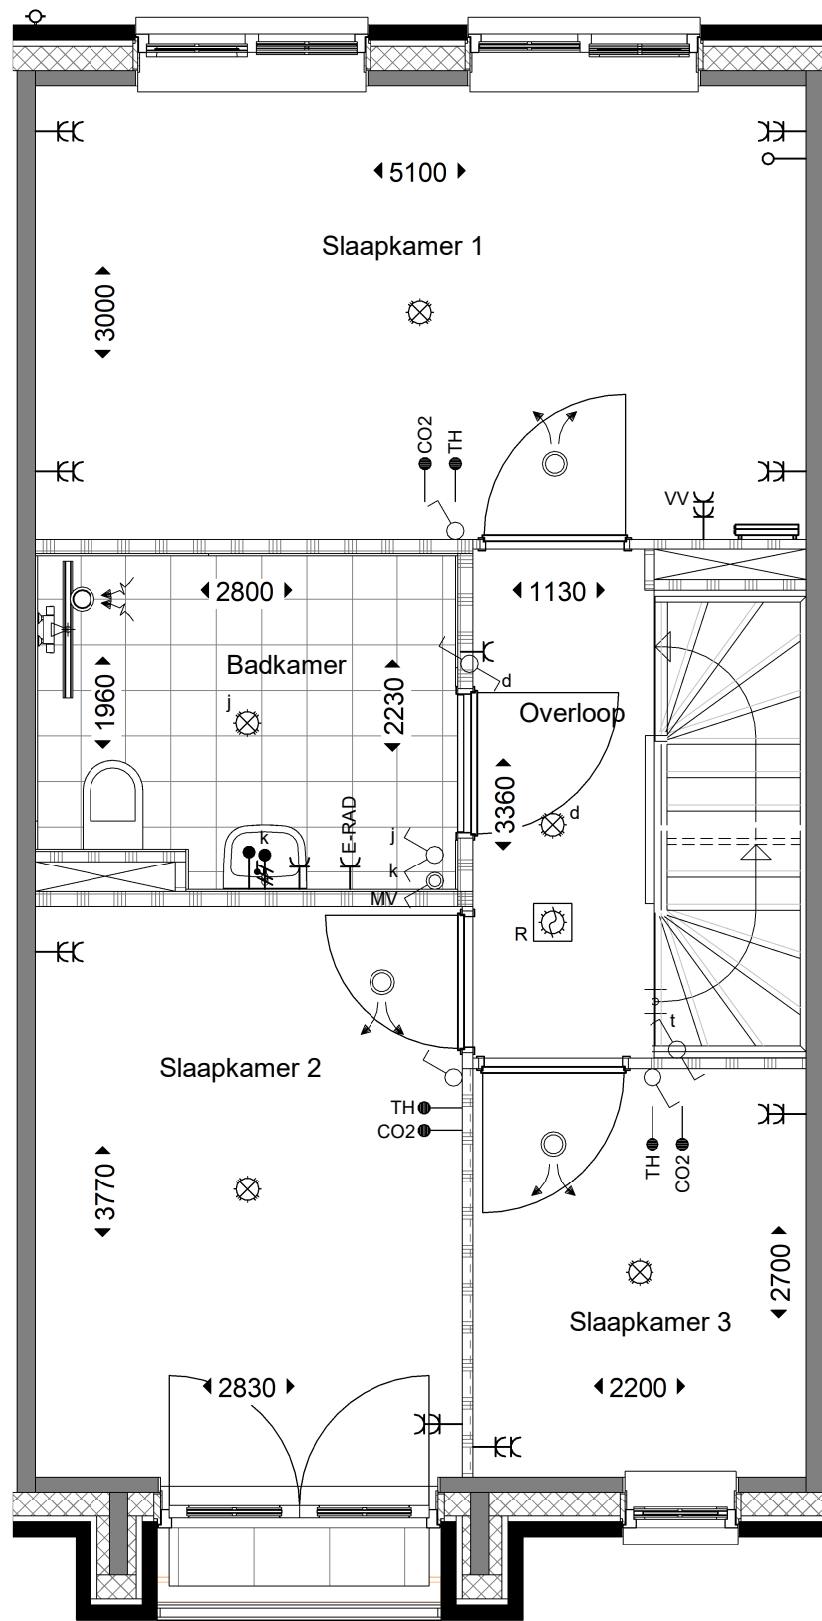 5100
Slaapkamer 1
3000
CO2
TH
VV
2800
1130
Badkamer
d
1960
j
2230
Overloop
3360
d
k
E-RAD
j
k
MV
R
t
Slaapkamer 2
TH
CO2
TH
CO2
3770
2700
Slaapkamer 3
2830
2200